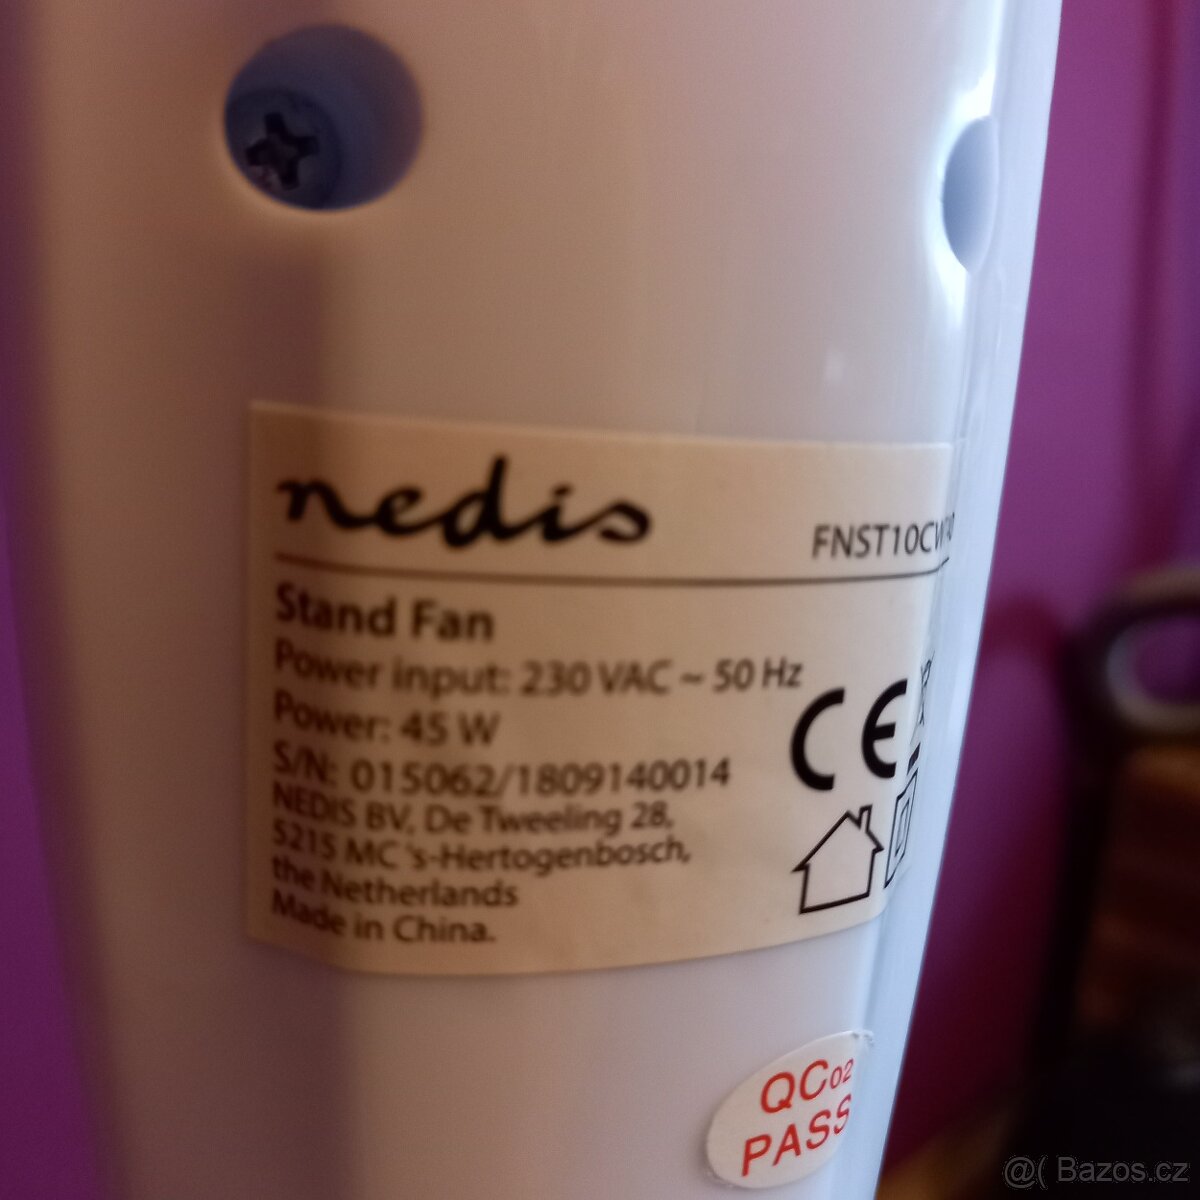 nedis
FNST10CW40
Stand Fan
Power input: 230 VAC ~ 50 Hz
Power: 45 W
S/N: 015062/1809140014
NEDIS BV, De Tweeling 28,
5215 MC 's-Hertogenbosch,
the Netherlands
Made in China.
CE
QC02
PASS
@( Bazos.cz